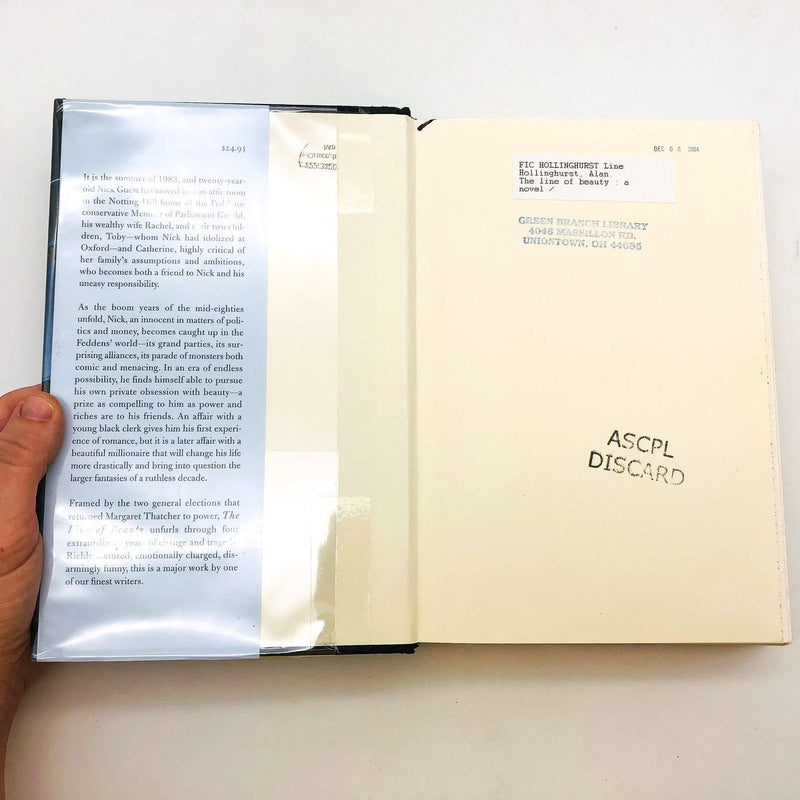 $24.95
It is the summer of 1983, and twenty-year-
old Nick Guest has moved into an attic room
in the Notting Hill home of the Feddens:
conservative Member of Parliament Gerald,
his wealthy wife Rachel, and their two chil-
dren, Toby—whom Nick had idolized at
Oxford—and Catherine, highly critical of
her family's assumptions and ambitions,
who becomes both a friend to Nick and his
uneasy responsibility.
As the boom years of the mid-eighties
unfold, Nick, an innocent in matters of poli-
tics and money, becomes caught up in the
Feddens' world—its grand parties, its sur-
prising alliances, its parade of monsters both
comic and menacing. In an era of endless
possibility, he finds himself able to pursue
his own private obsession with beauty—a
prize as compelling to him as power and
riches are to his friends. An affair with a
young black clerk gives him his first experi-
ence of romance, but it is a later affair with a
beautiful millionaire that will change his life
more drastically and bring into question the
larger fantasies of a ruthless decade.
Framed by the two general elections that
returned Margaret Thatcher to power, The
Line of Beauty unfurls through four
extraordinary years of change and tragedy.
Richly textured, emotionally charged, dis-
armingly funny, this is a major work by one
of our finest writers.
DEC 06 2004
FIC HOLLINGHURST Line
Hollinghurst, Alan.
The line of beauty : a
novel /
GREEN BRANCH LIBRARY
4046 MASSILLON RD.
UNIONTOWN, OH 44685
ASCPL
DISCARD